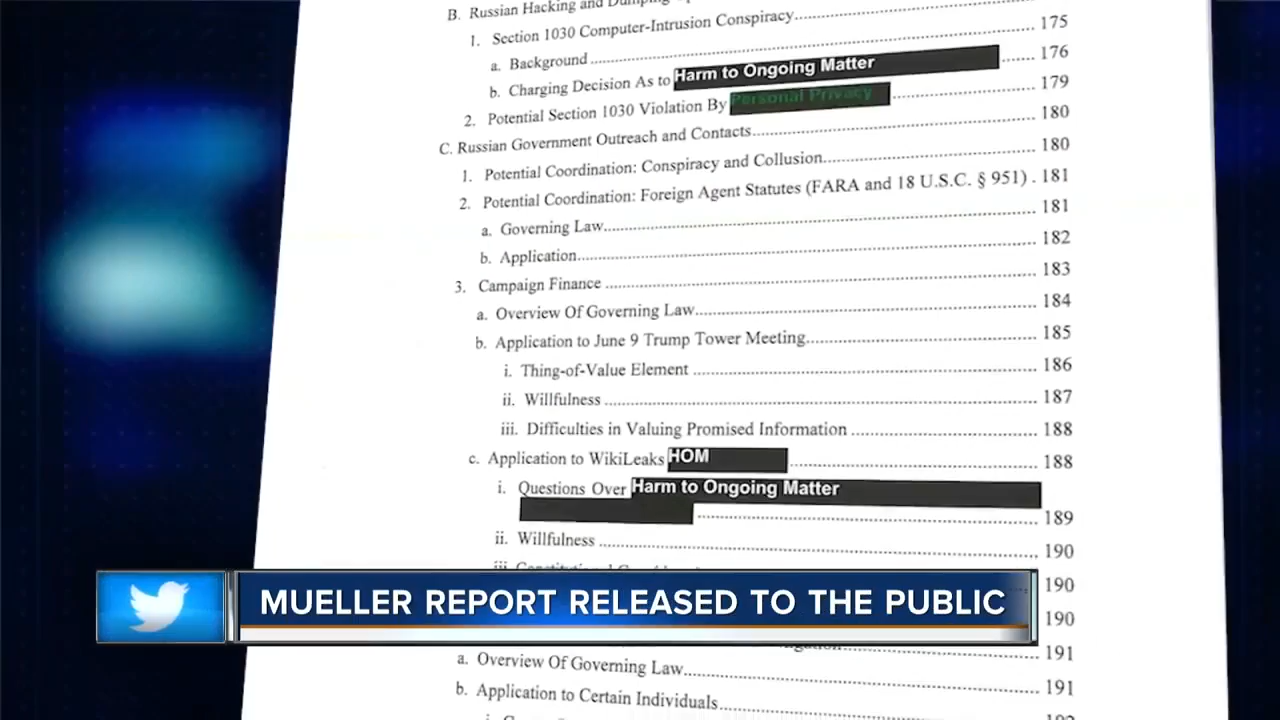 B. Russian Hacking and
1. Section 1030 Computer-Intrusion Conspiracy
a. Background 175
b. Charging Decision As to Harm to Ongoing Matter 176
2. Potential Section 1030 Violation By Personal Privacy 179
C. Russian Government Outreach and Contacts 180
1. Potential Coordination: Conspiracy and Collusion 180
2. Potential Coordination: Foreign Agent Statutes (FARA and 18 U.S.C. § 951) . 181
a. Governing Law 181
b. Application 182
3. Campaign Finance 183
a. Overview Of Governing Law 184
b. Application to June 9 Trump Tower Meeting 185
i. Thing-of-Value Element 186
ii. Willfulness 187
iii. Difficulties in Valuing Promised Information 188
c. Application to WikiLeaks HOM 188
i. Questions Over Harm to Ongoing Matter
189
ii. Willfulness 190
190
MUELLER REPORT RELEASED TO THE PUBLIC
190
191
a. Overview Of Governing Law 191
b. Application to Certain Individuals